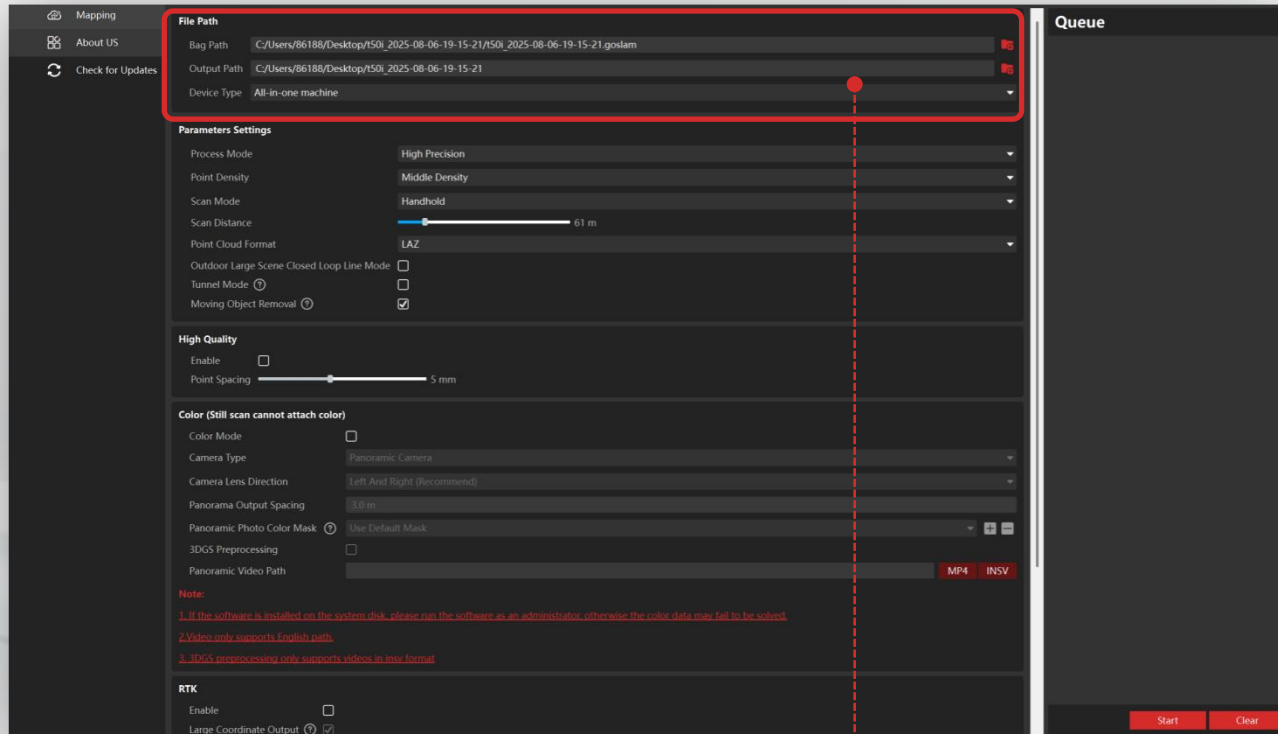 Mapping
About US
Check for Updates
File Path
Bag Path C:/Users/86188/Desktop/t50i_2025-08-06-19-15-21/t50i_2025-08-06-19-15-21.goslam
Output Path C:/Users/86188/Desktop/t50i_2025-08-06-19-15-21
Device Type All-in-one machine
Parameters Settings
Process Mode High Precision
Point Density Middle Density
Scan Mode Handhold
Scan Distance 61 m
Point Cloud Format LAZ
Outdoor Large Scene Closed Loop Line Mode
Tunnel Mode ?
Moving Object Removal ?
High Quality
Enable
Point Spacing 5 mm
Color (Still scan cannot attach color)
Color Mode
Camera Type Panoramic Camera
Camera Lens Direction Left And Right (Recommend)
Panorama Output Spacing 3.0 m
Panoramic Photo Color Mask ? Use Default Mask
3DGS Preprocessing
Panoramic Video Path MP4 INSV
Note:
1. If the software is installed on the system disk, please run the software as an administrator, otherwise the color data may fail to be solved.
2.Video only supports English path.
3. 3DGS preprocessing only supports videos in insv format
RTK
Enable
Large Coordinate Output ?
Queue
Start Clear